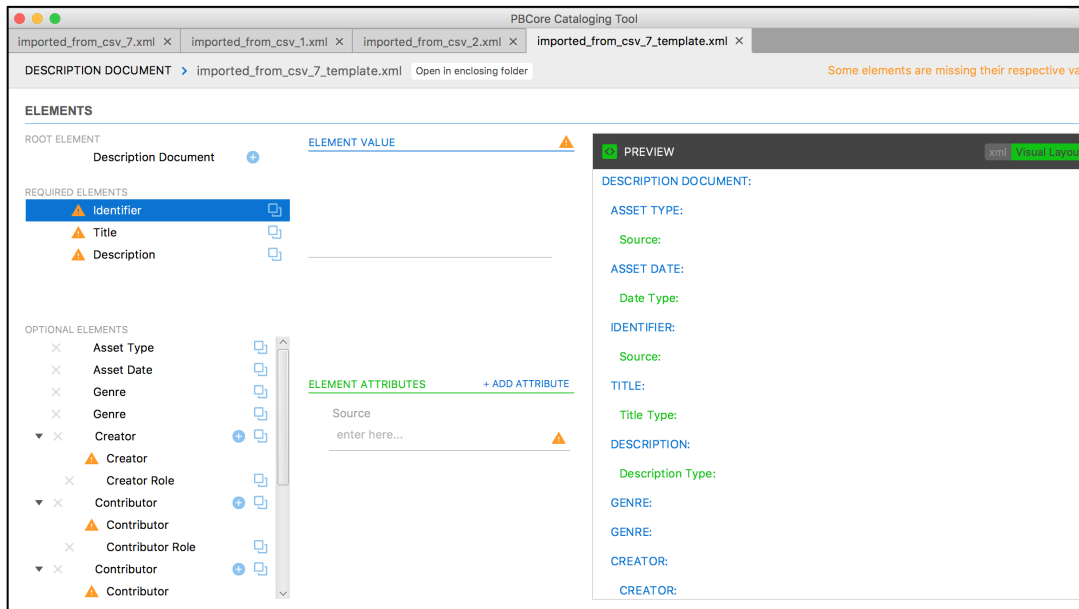 PBCore Cataloging Tool
imported_from_csv_7.xml × imported_from_csv_1.xml × imported_from_csv_2.xml × imported_from_csv_7_template.xml ×
DESCRIPTION DOCUMENT > imported_from_csv_7_template.xml Open in enclosing folder Some elements are missing their respective va
ELEMENTS
ROOT ELEMENT
Description Document
REQUIRED ELEMENTS
Identifier
Title
Description
OPTIONAL ELEMENTS
Asset Type
Asset Date
Genre
Genre
Creator
Creator
Creator Role
Contributor
Contributor
Contributor Role
Contributor
Contributor
ELEMENT VALUE
ELEMENT ATTRIBUTES + ADD ATTRIBUTE
Source
enter here...
PREVIEW xml Visual Layou
DESCRIPTION DOCUMENT:
ASSET TYPE:
Source:
ASSET DATE:
Date Type:
IDENTIFIER:
Source:
TITLE:
Title Type:
DESCRIPTION:
Description Type:
GENRE:
GENRE:
CREATOR:
CREATOR: